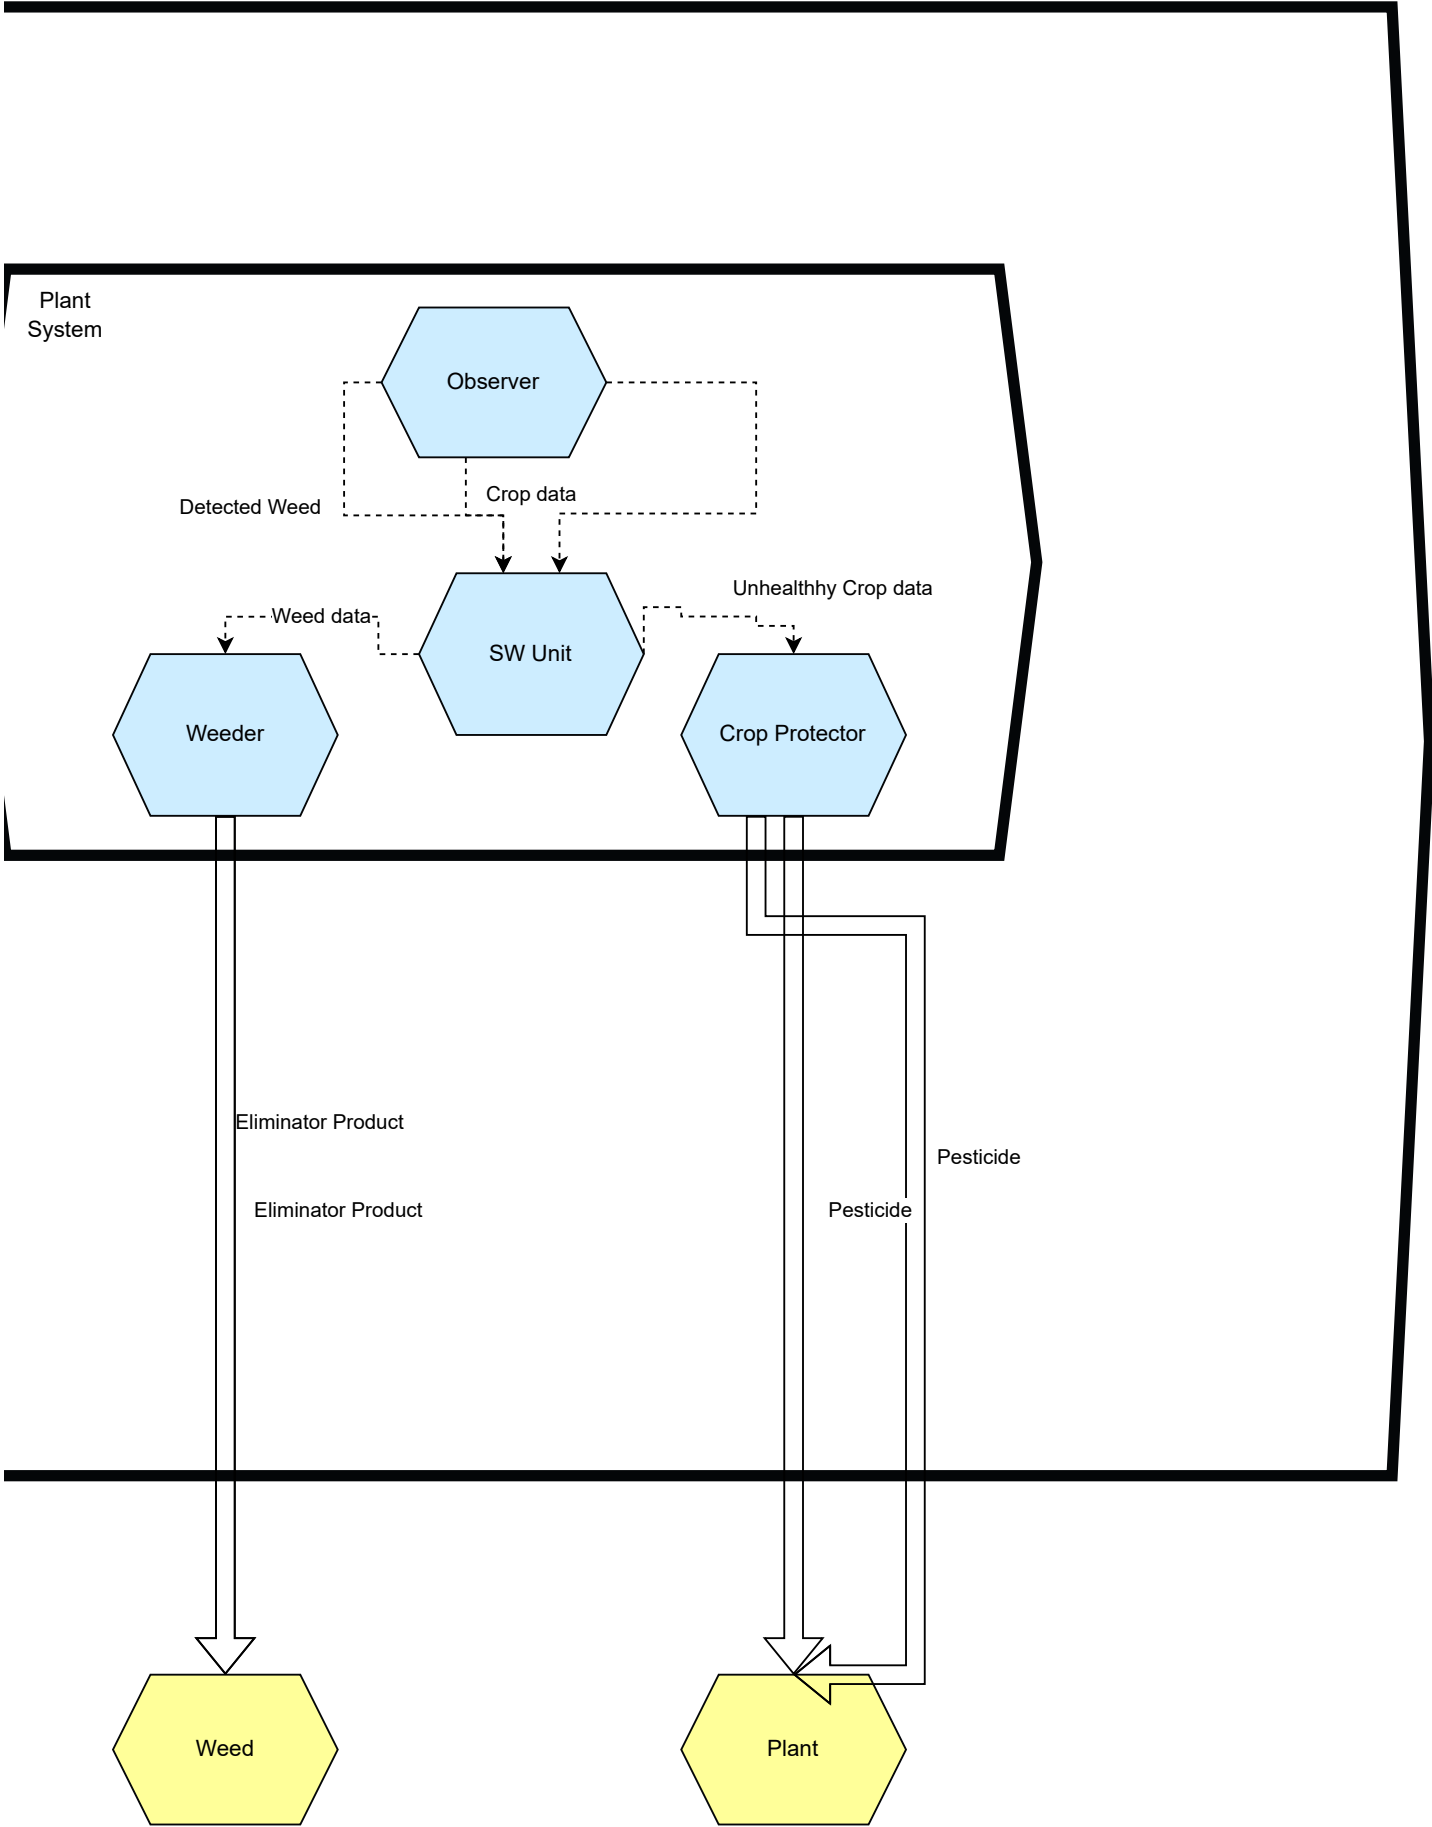 Plant
System
Observer
Crop data
Detected Weed
Unhealthhy Crop data
Weed data
SW Unit
Weeder
Crop Protector
Eliminator Product
Pesticide
Eliminator Product
Pesticide
Weed
Plant